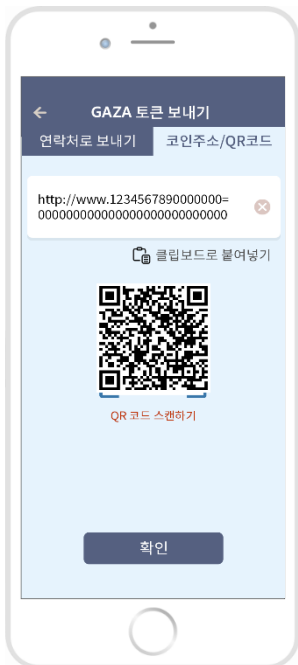 GAZA 토큰 보내기
연락처로 보내기
코인주소/QR코드
http://www.1234567890000000=
000000000000000000000000000
클립보드로 붙여넣기
QR 코드 스캔하기
확인